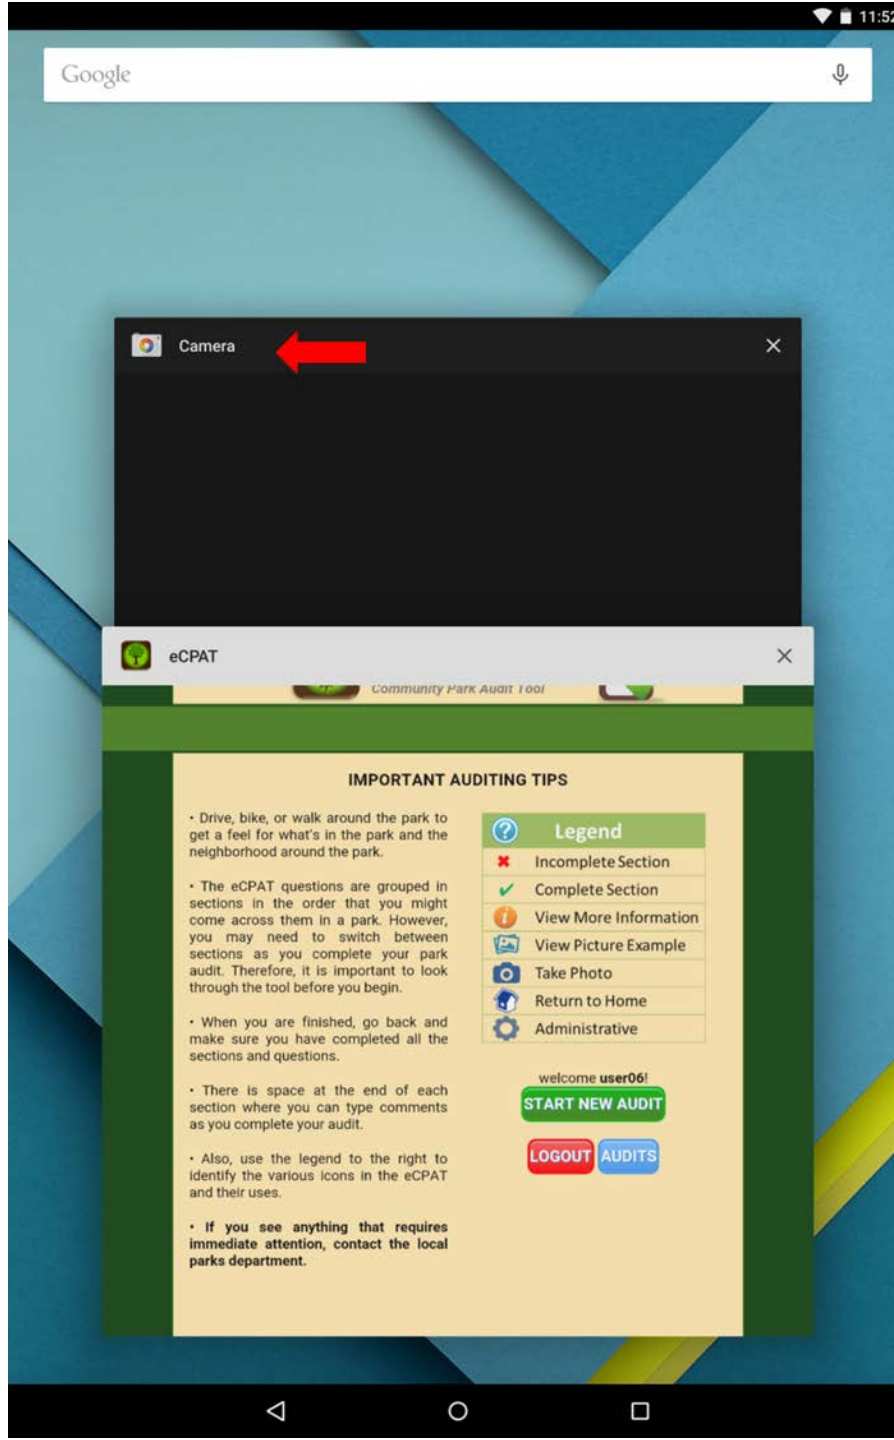 11:52
Google
Camera
eCPAT
Community Park Audit Tool
IMPORTANT AUDITING TIPS
• Drive, bike, or walk around the park to
get a feel for what's in the park and the
neighborhood around the park.
• The eCPAT questions are grouped in
sections in the order that you might
come across them in a park. However,
you may need to switch between
sections as you complete your park
audit. Therefore, it is important to look
through the tool before you begin.
• When you are finished, go back and
make sure you have completed all the
sections and questions.
• There is space at the end of each
section where you can type comments
as you complete your audit.
• Also, use the legend to the right to
identify the various icons in the eCPAT
and their uses.
• If you see anything that requires
immediate attention, contact the local
parks department.
Legend
Incomplete Section
Complete Section
View More Information
View Picture Example
Take Photo
Return to Home
Administrative
welcome user06!
START NEW AUDIT
LOGOUT AUDITS